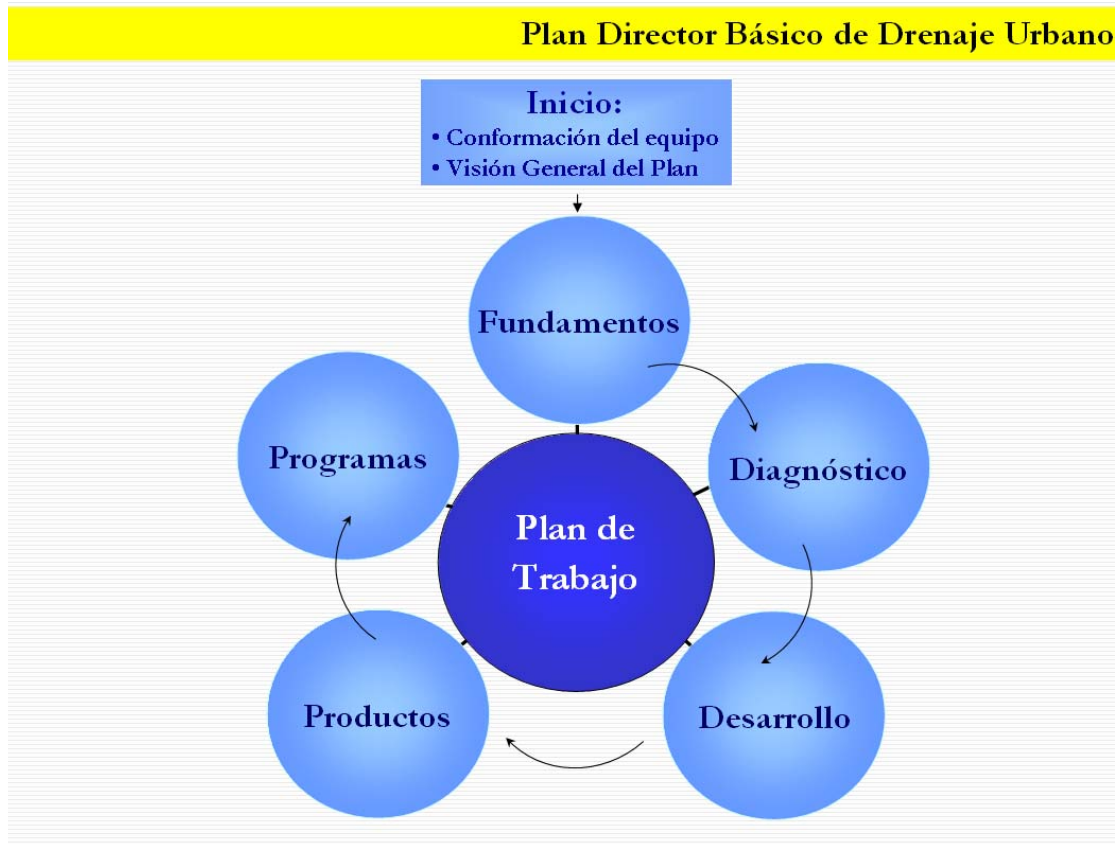 Plan Director Básico de Drenaje Urbano
Inicio:
• Conformación del equipo
• Visión General del Plan
Fundamentos
Diagnóstico
Desarrollo
Productos
Programas
Plan de
Trabajo